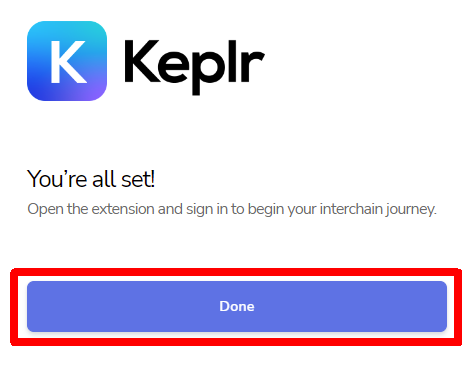 K Keplr
You're all set!
Open the extension and sign in to begin your interchain journey.
Done